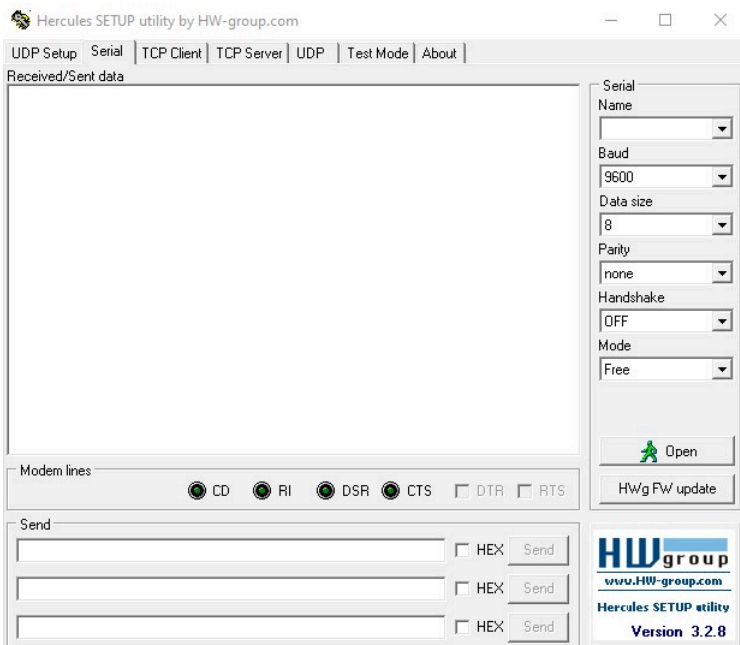 Hercules SETUP utility by HW-group.com
UDP Setup Serial TCP Client TCP Server UDP Test Mode About
Received/Sent data
Serial
Name
Baud
9600
Data size
8
Parity
none
Handshake
OFF
Mode
Free
Open
HWg FW update
Modem lines
CD RI DSR CTS DTR RTS
Send
HEX Send
HEX Send
HEX Send
HWgroup
www.HW-group.com
Hercules SETUP utility
Version 3.2.8